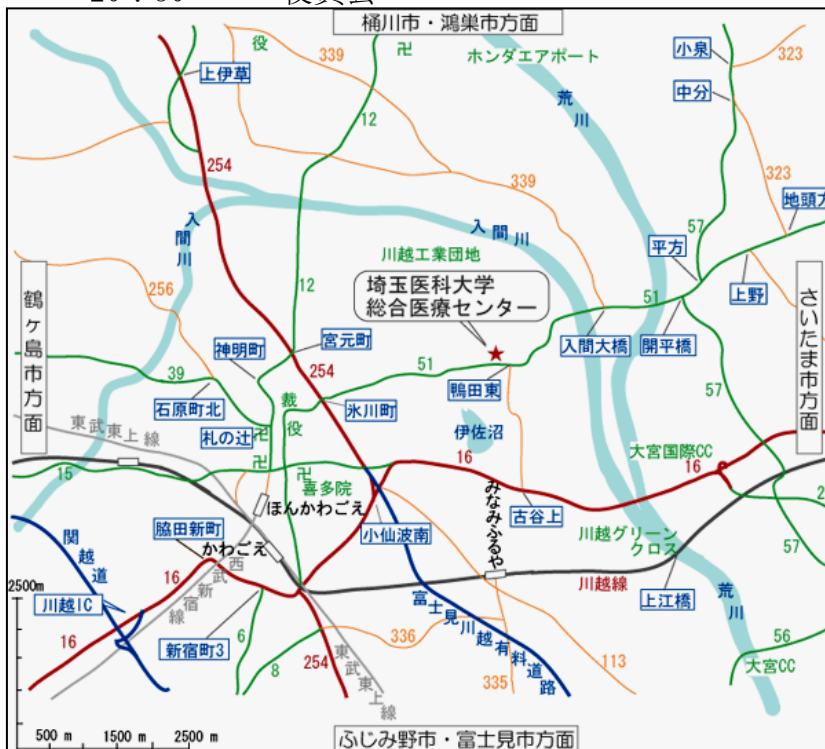 20:30
役員会
桶川市・鴻巣市方面
役
卍
ホンダエアポート
小泉
323
上伊草
339
荒川
中分
12
254
339
323
地頭方
入間川
入間川
57
川越工業団地
平方
鶴ヶ島市方面
256
12
埼玉医科大学
総合医療センター
51
上野
さいたま市方面
神明町
宮元町
入間大橋
開平橋
254
51
39
鴨田東
57
石原町北
裁
氷川町
東武東上線
札の辻
卍
役
伊佐沼
大宮国際CC
15
卍
卍
16
16
喜多院
みなみふるや
2
ほんかわごえ
小仙波南
古谷上
川越グリーン
クロス
脇田新町
かわごえ
関越道
57
2500m
16
西武新宿線
川越線
上江橋
荒川
川越IC
富士見川越有料道路
16
新宿町3
6
336
56
8
254
東武東上線
335
113
大宮CC
500 m
1500 m
2500 m
ふじみ野市・富士見市方面